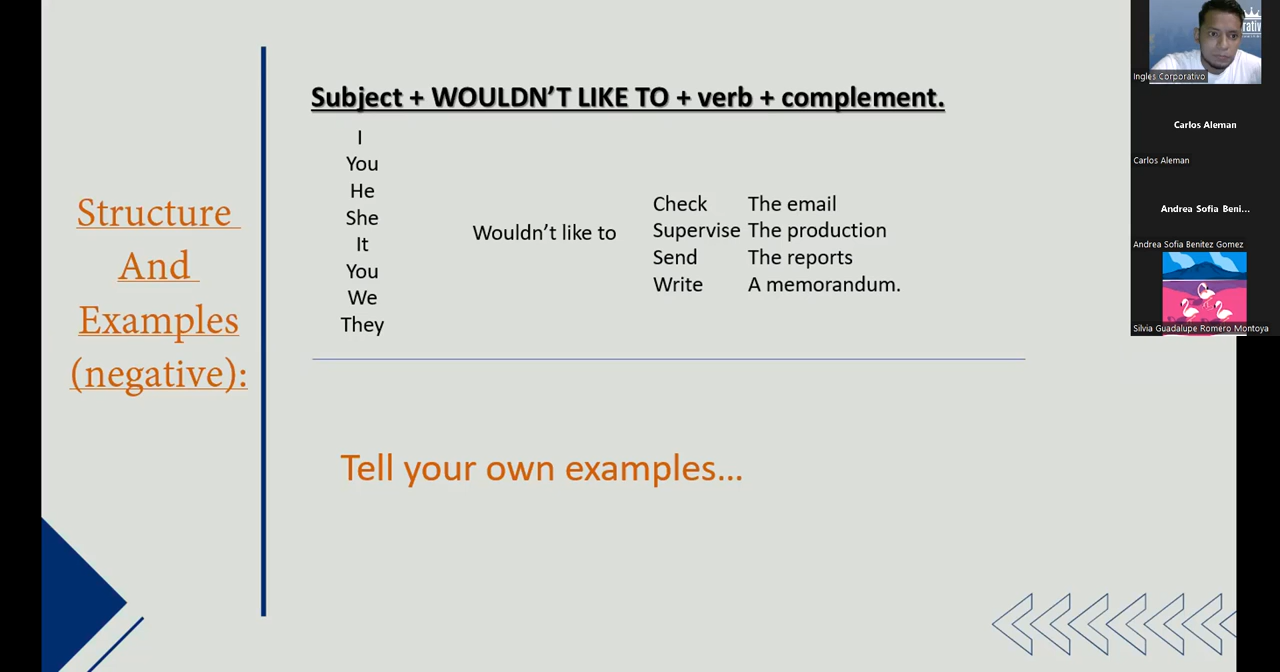 Structure
And
Examples
(negative):
Subject + WOULDN'T LIKE TO + verb + complement.
I
You
He
She
It
You
We
They
Wouldn't like to
Check The email
Supervise The production
Send The reports
Write A memorandum.
Tell your own examples...
rativ
Ingles Corporativo
Carlos Aleman
Carlos Aleman
Andrea Sofia Beni...
Andrea Sofia Benitez Gomez
Silvia Guadalupe Romero Montoya